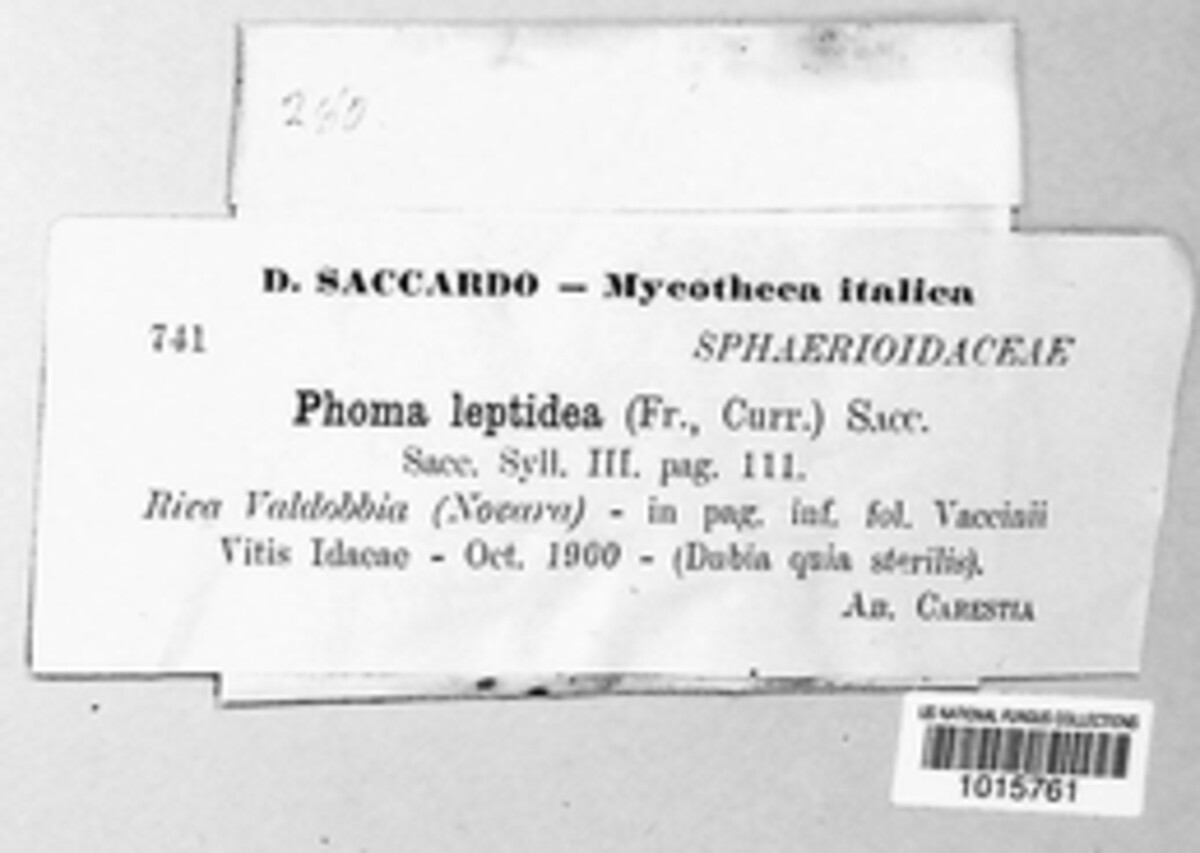 D. SACCARDO — Mycotheca italica
741
SPHAERIOIDACEAE
Phoma leptidea (Fr., Curr.) Sacc.
Sacc. Syll. III. pag. 111.
Riva Valdobbia (Novara) - in pag. inf. fol. Vaccinii
Vitis Idaeae - Oct. 1900 - (Dubia quia sterilis).
AB. CARESTIA
US NATIONAL FUNGUS COLLECTIONS
1015761